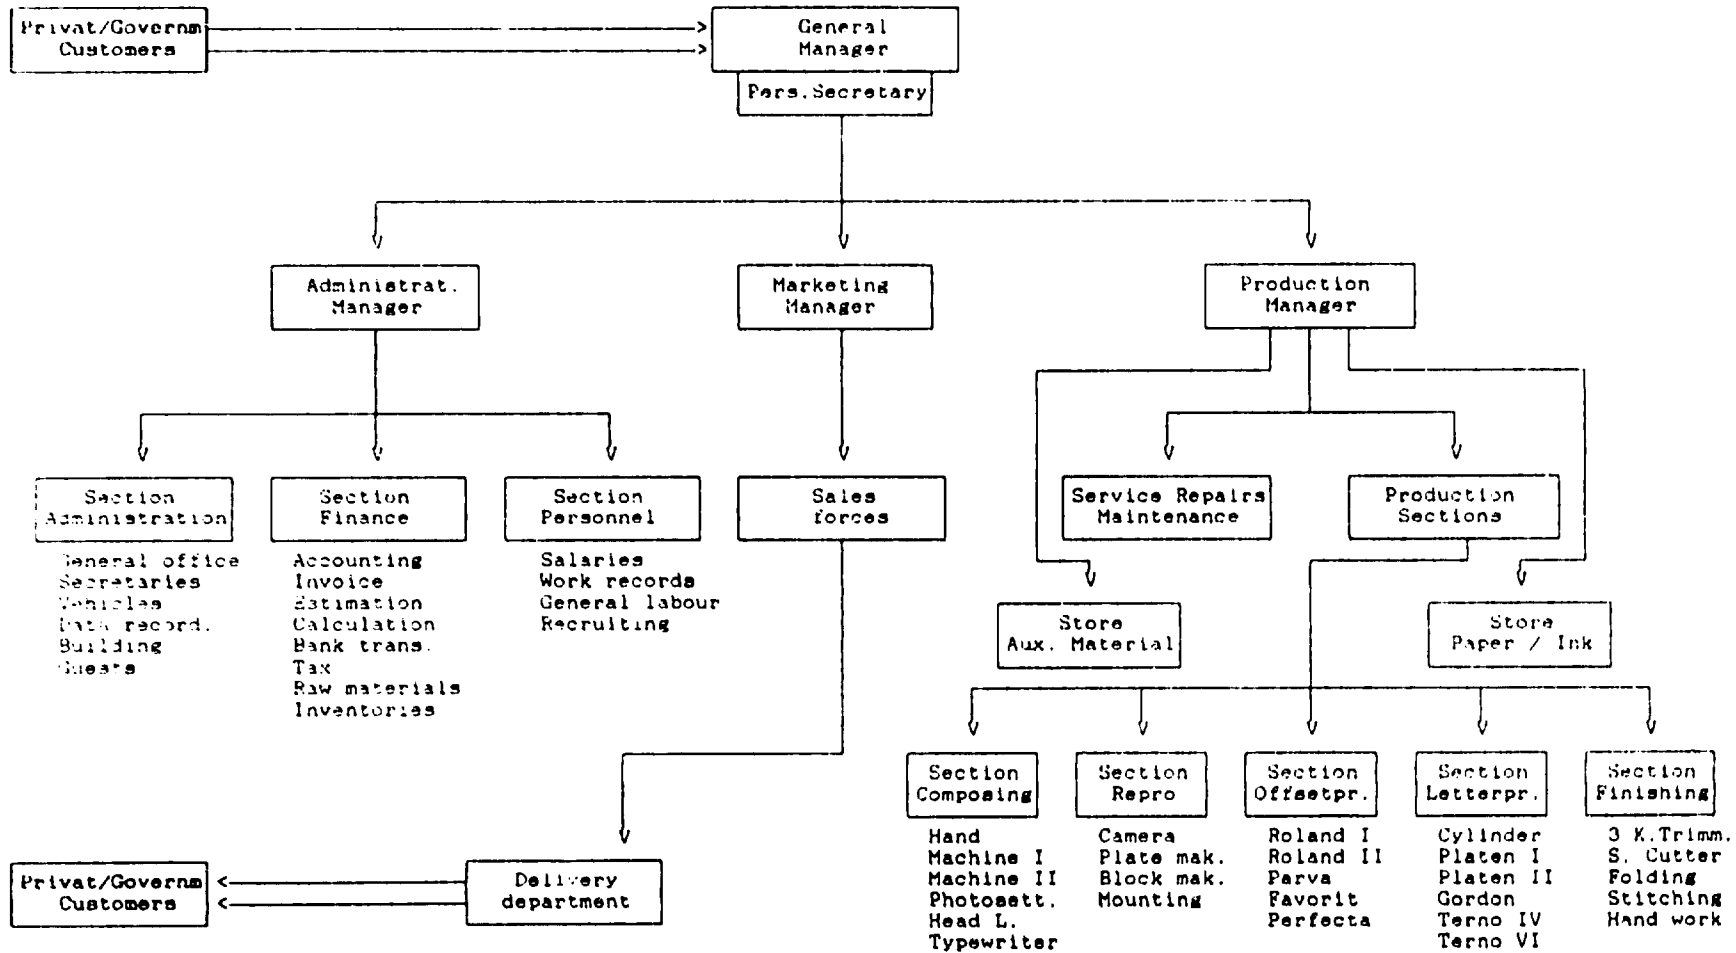 Privat/Governm
Customers
General
Manager
Pers.Secretary
Administrat.
Manager
Marketing
Manager
Production
Manager
Section
Administration
Section
Finance
Section
Personnel
Sales
forces
Service Repairs
Maintenance
Production
Sections
General office
Secretaries
Vehicles
Data record.
Building
Guests
Accounting
Invoice
Estimation
Calculation
Bank trans.
Tax
Raw materials
Inventories
Salaries
Work records
General labour
Recruiting
Store
Aux. Material
Store
Paper / Ink
Section
Composing
Section
Repro
Section
Offsetpr.
Section
Letterpr.
Section
Finishing
Hand
Machine I
Machine II
Photosett.
Head L.
Typewriter
Camera
Plate mak.
Block mak.
Mounting
Roland I
Roland II
Parva
Favorit
Perfecta
Cylinder
Platen I
Platen II
Gordon
Terno IV
Terno VI
3 K.Trimm.
S. Cutter
Folding
Stitching
Hand work
Privat/Governm
Customers
Delivery
department